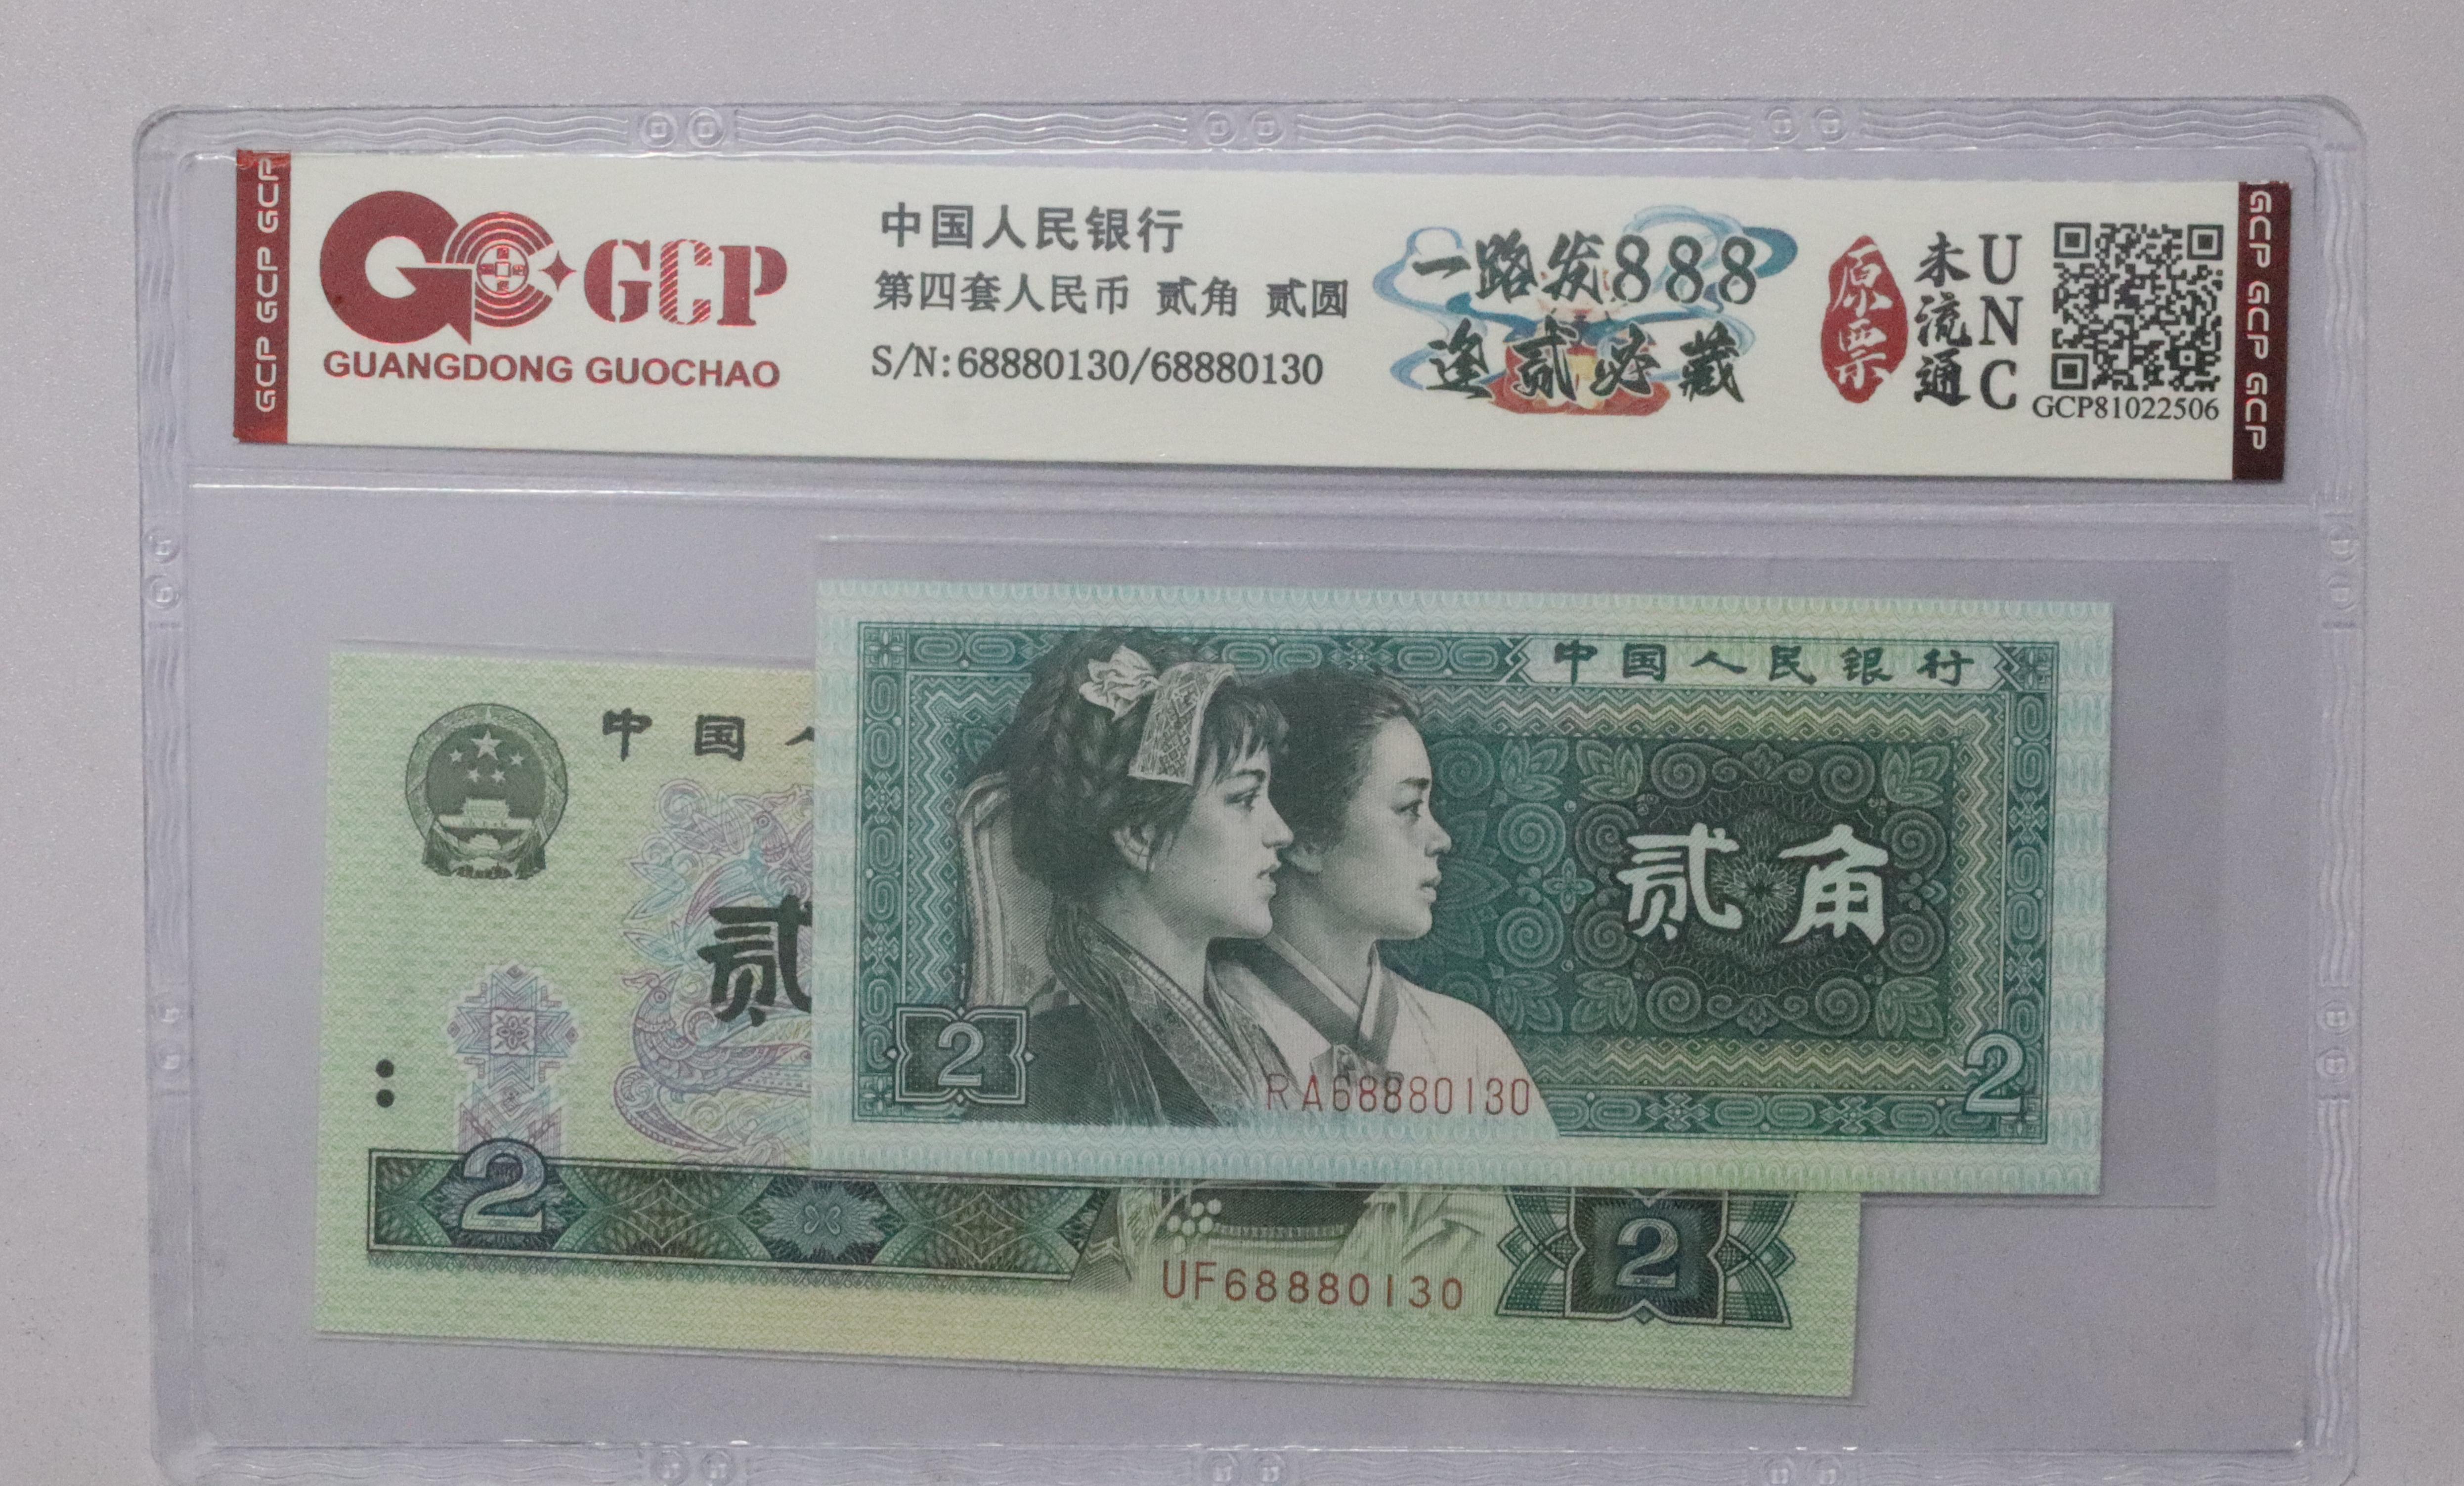 GCP GCP GCP
GCP
GUANGDONG GUOCHAO
中国人民银行
第四套人民币 贰角 贰圆
S/N:68880130/68880130
一路发888
逢贰必藏
原票
未流通
UNC
GCP81022506
GCP GCP GCP
中国人民银行
贰角
2
2
RA68880130
中国
贰
2
2
UF68880130